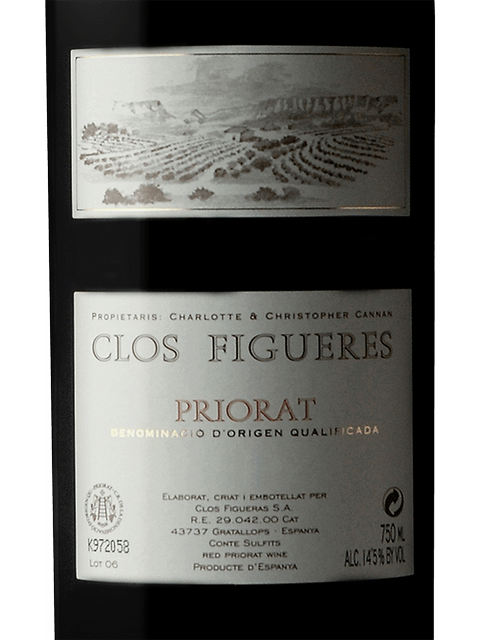 PROPIETARIS: CHARLOTTE & CHRISTOPHER CANNAN
CLOS FIGUERES
PRIORAT
DENOMINACIÓ D'ORIGEN QUALIFICADA
ELABORAT, CRIAT I EMBOTELLAT PER
CLOS FIGUERAS S.A.
R.E. 29.042.00 CAT
43737 GRATALLOPS - ESPANYA
CONTE SULFITS
RED PRIORAT WINE
PRODUCTE D'ESPANYA
K972058
LOT 06
750 ML
ALC. 14'5% BY VOL